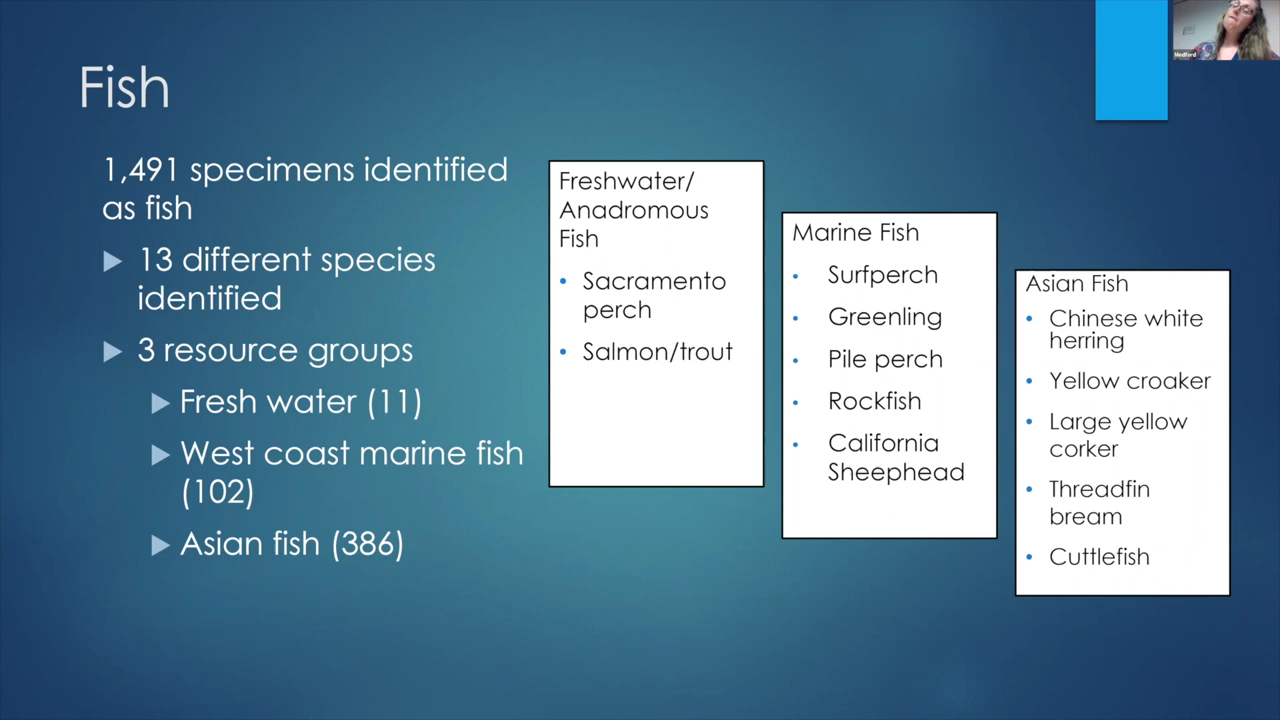 Fish
1,491 specimens identified
as fish
13 different species
identified
3 resource groups
Fresh water (11)
West coast marine fish
(102)
Asian fish (386)
Freshwater/
Anadromous
Fish
Sacramento
perch
Salmon/trout
Marine Fish
Surfperch
Greenling
Pile perch
Rockfish
California
Sheephead
Asian Fish
Chinese white
herring
Yellow croaker
Large yellow
corker
Threadfin
bream
Cuttlefish
Medford